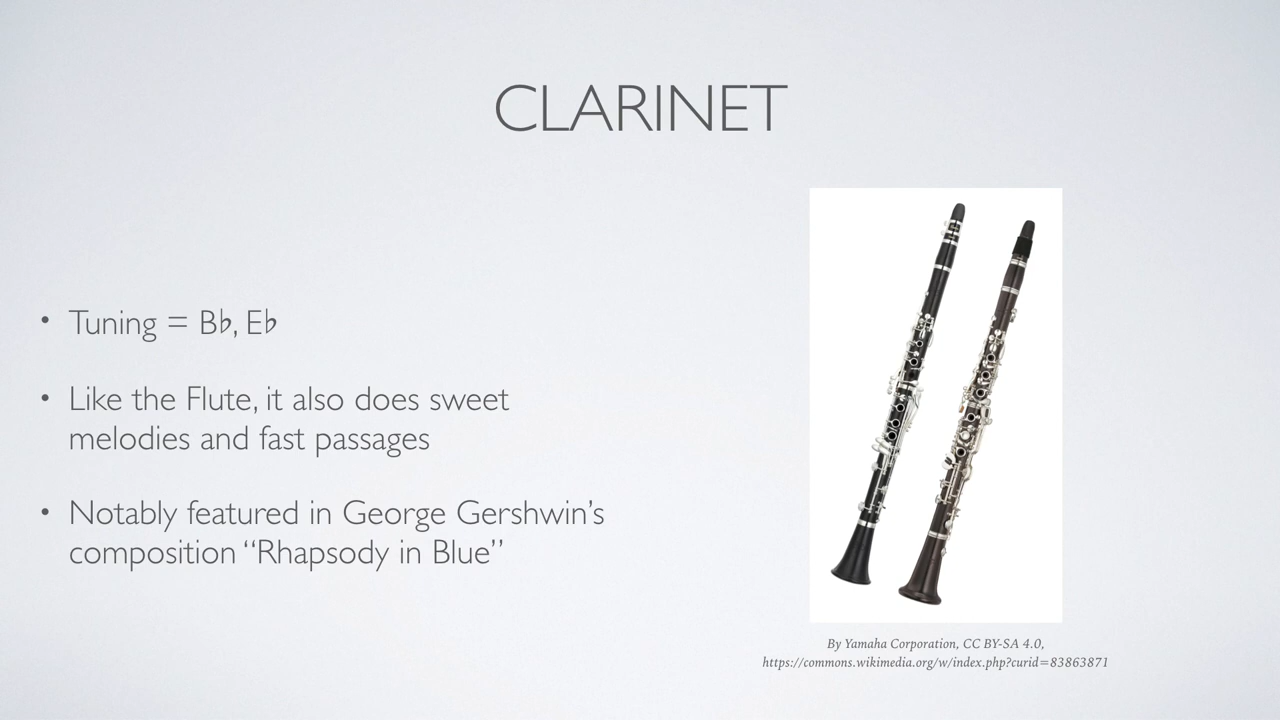 CLARINET
• Tuning = B♭, E♭
• Like the Flute, it also does sweet
melodies and fast passages
• Notably featured in George Gershwin’s
composition “Rhapsody in Blue”
By Yamaha Corporation, CC BY-SA 4.0,
https://commons.wikimedia.org/w/index.php?curid=83863871